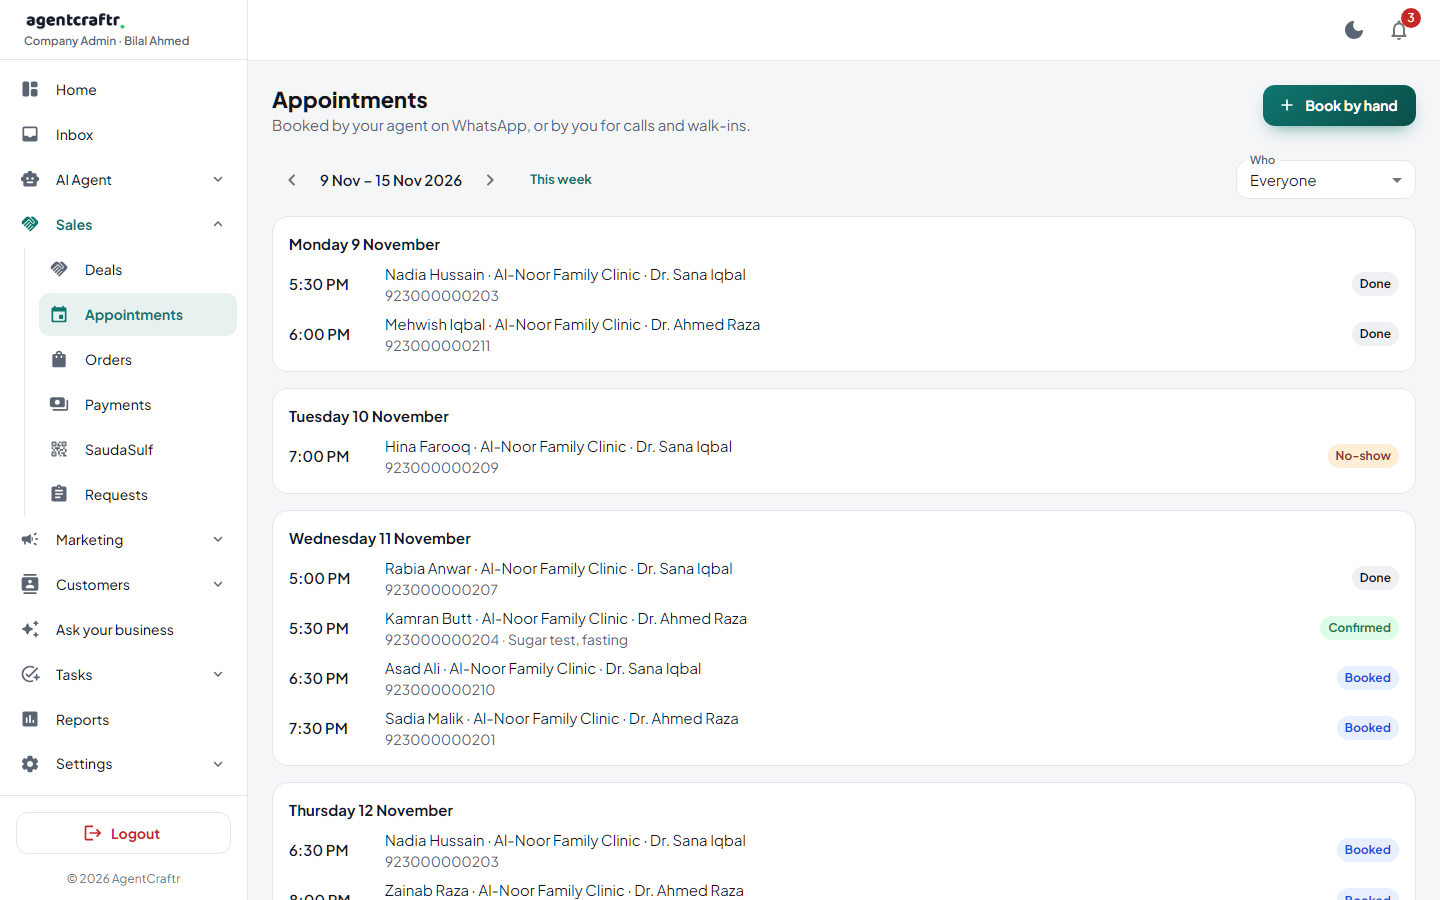 agentcraftr.
Company Admin · Bilal Ahmed
3
Home
Inbox
AI Agent
Sales
Deals
Appointments
Orders
Payments
SaudaSulf
Requests
Marketing
Customers
Ask your business
Tasks
Reports
Settings
Logout
© 2026 AgentCraftr
Appointments
Booked by your agent on WhatsApp, or by you for calls and walk-ins.
+ Book by hand
9 Nov – 15 Nov 2026
This week
Who
Everyone
Monday 9 November
5:30 PM Nadia Hussain · Al-Noor Family Clinic · Dr. Sana Iqbal Done
923000000203
6:00 PM Mehwish Iqbal · Al-Noor Family Clinic · Dr. Ahmed Raza Done
923000000211
Tuesday 10 November
7:00 PM Hina Farooq · Al-Noor Family Clinic · Dr. Sana Iqbal No-show
923000000209
Wednesday 11 November
5:00 PM Rabia Anwar · Al-Noor Family Clinic · Dr. Sana Iqbal Done
923000000207
5:30 PM Kamran Butt · Al-Noor Family Clinic · Dr. Ahmed Raza Confirmed
923000000204 · Sugar test, fasting
6:30 PM Asad Ali · Al-Noor Family Clinic · Dr. Sana Iqbal Booked
923000000210
7:30 PM Sadia Malik · Al-Noor Family Clinic · Dr. Ahmed Raza Booked
923000000201
Thursday 12 November
6:30 PM Nadia Hussain · Al-Noor Family Clinic · Dr. Sana Iqbal Booked
923000000203
8:00 PM Zainab Raza · Al-Noor Family Clinic · Dr. Ahmed Raza Booked